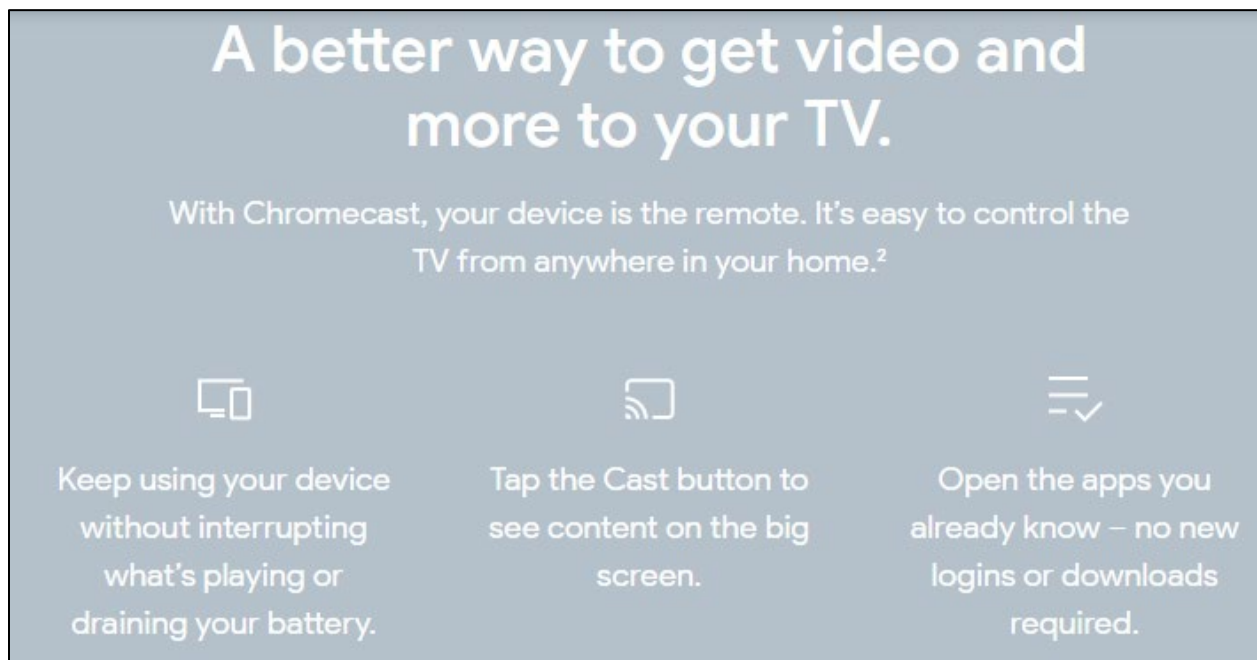 A better way to get video and
more to your TV.
With Chromecast, your device is the remote. It's easy to control the
TV from anywhere in your home.²
Keep using your device
without interrupting
what's playing or
draining your battery.
Tap the Cast button to
see content on the big
screen.
Open the apps you
already know – no new
logins or downloads
required.